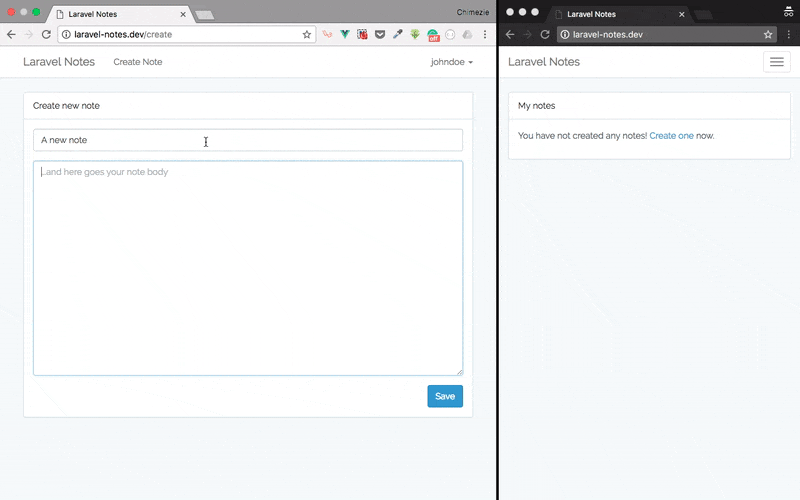 Laravel Notes
Chimezie
laravel-notes.dev/create
off
Laravel Notes
Create Note
johndoe
Create new note
A new note
...and here goes your note body
Save
Laravel Notes
laravel-notes.dev
Laravel Notes
My notes
You have not created any notes! Create one now.